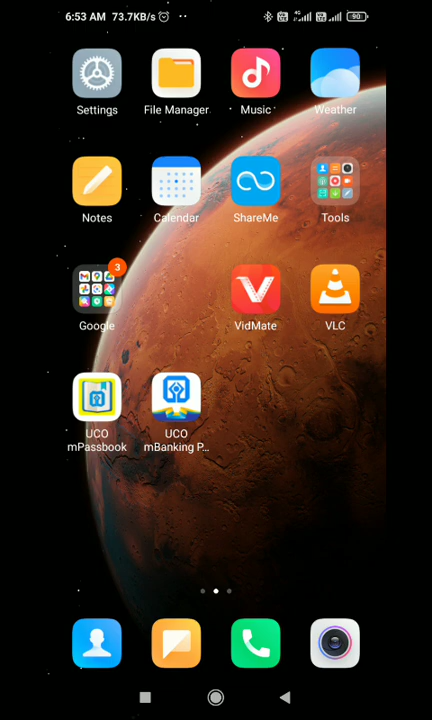 6:53 AM 73.7KB/s
4G 90
Settings File Manager Music Weather
Notes Calendar ShareMe Tools
3
Google VidMate VLC
UCO mPassbook
UCO mBanking P...